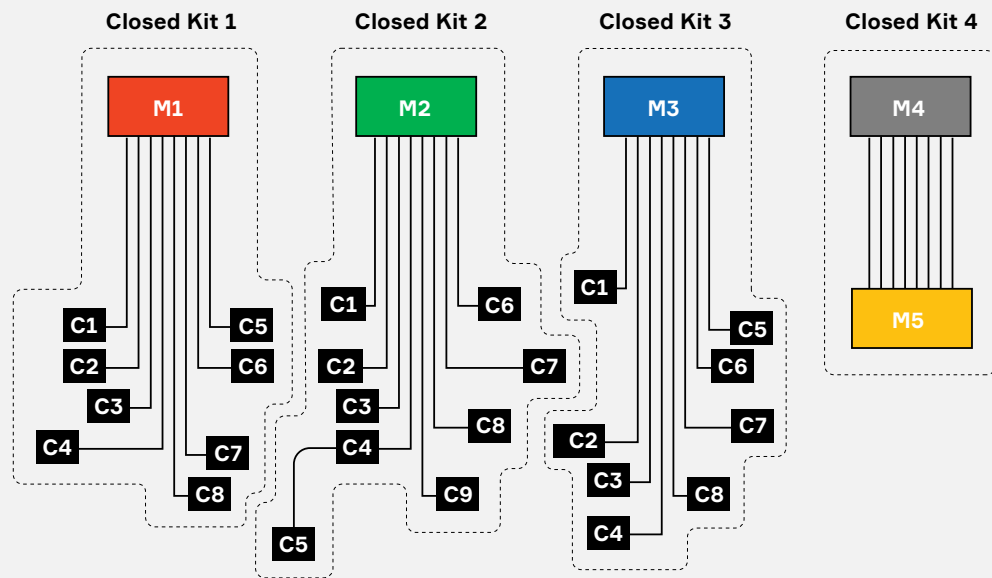 Closed Kit 1
Closed Kit 2
Closed Kit 3
Closed Kit 4
M1
M2
M3
M4
C1
C2
C3
C4
C5
C6
C7
C8
C1
C2
C3
C4
C5
C6
C7
C8
C9
C1
C2
C3
C4
C5
C6
C7
C8
M5